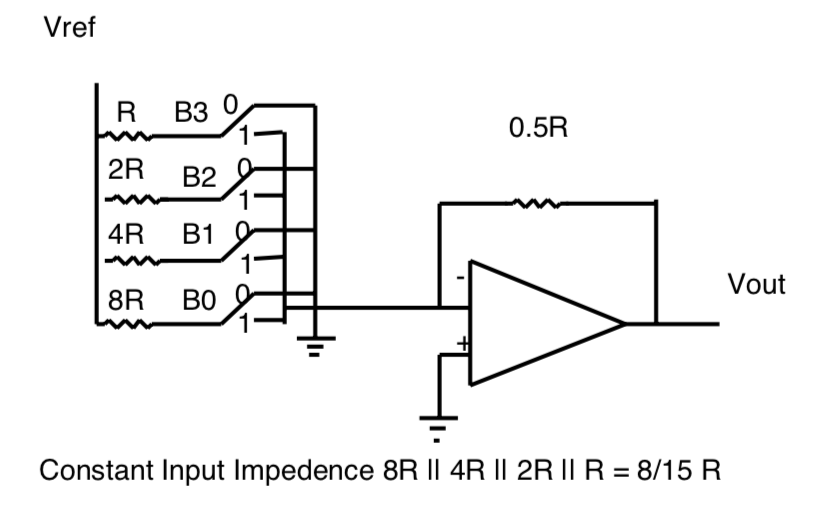 Vref
R B3 0
1
0.5R
2R B2 0
1
4R B1 0
1
-
Vout
8R B0 0
1
+
Constant Input Impedence 8R || 4R || 2R || R = 8/15 R